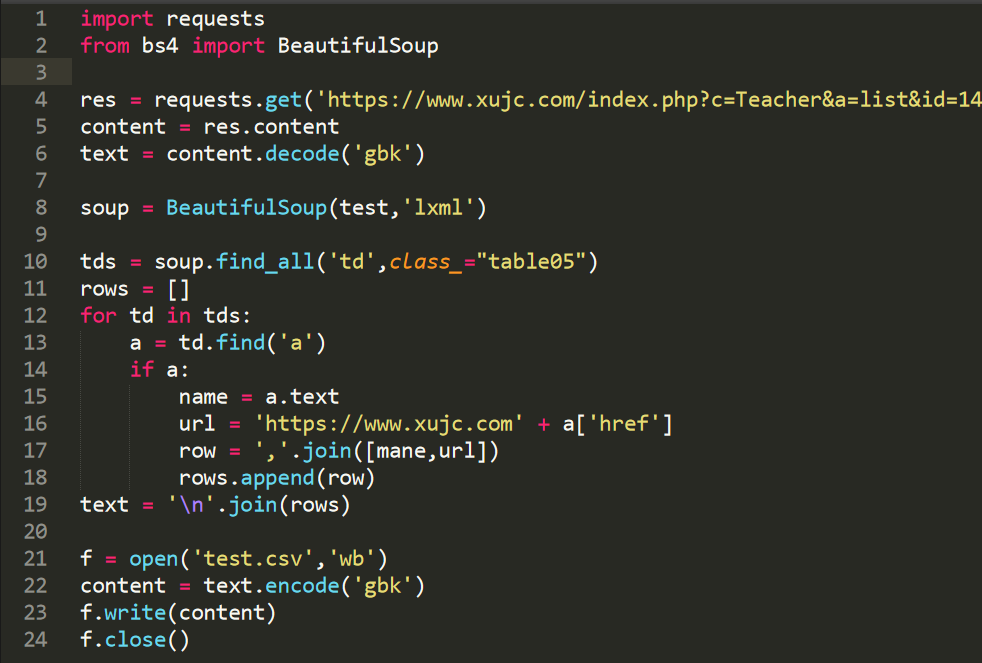 1 import requests
2 from bs4 import BeautifulSoup
3
4 res = requests.get('https://www.xujc.com/index.php?c=Teacher&a=list&id=14
5 content = res.content
6 text = content.decode('gbk')
7
8 soup = BeautifulSoup(test,'lxml')
9
10 tds = soup.find_all('td',class_="table05")
11 rows = []
12 for td in tds:
13     a = td.find('a')
14     if a:
15         name = a.text
16         url = 'https://www.xujc.com' + a['href']
17         row = ','.join([mane,url])
18         rows.append(row)
19 text = '\n'.join(rows)
20
21 f = open('test.csv','wb')
22 content = text.encode('gbk')
23 f.write(content)
24 f.close()